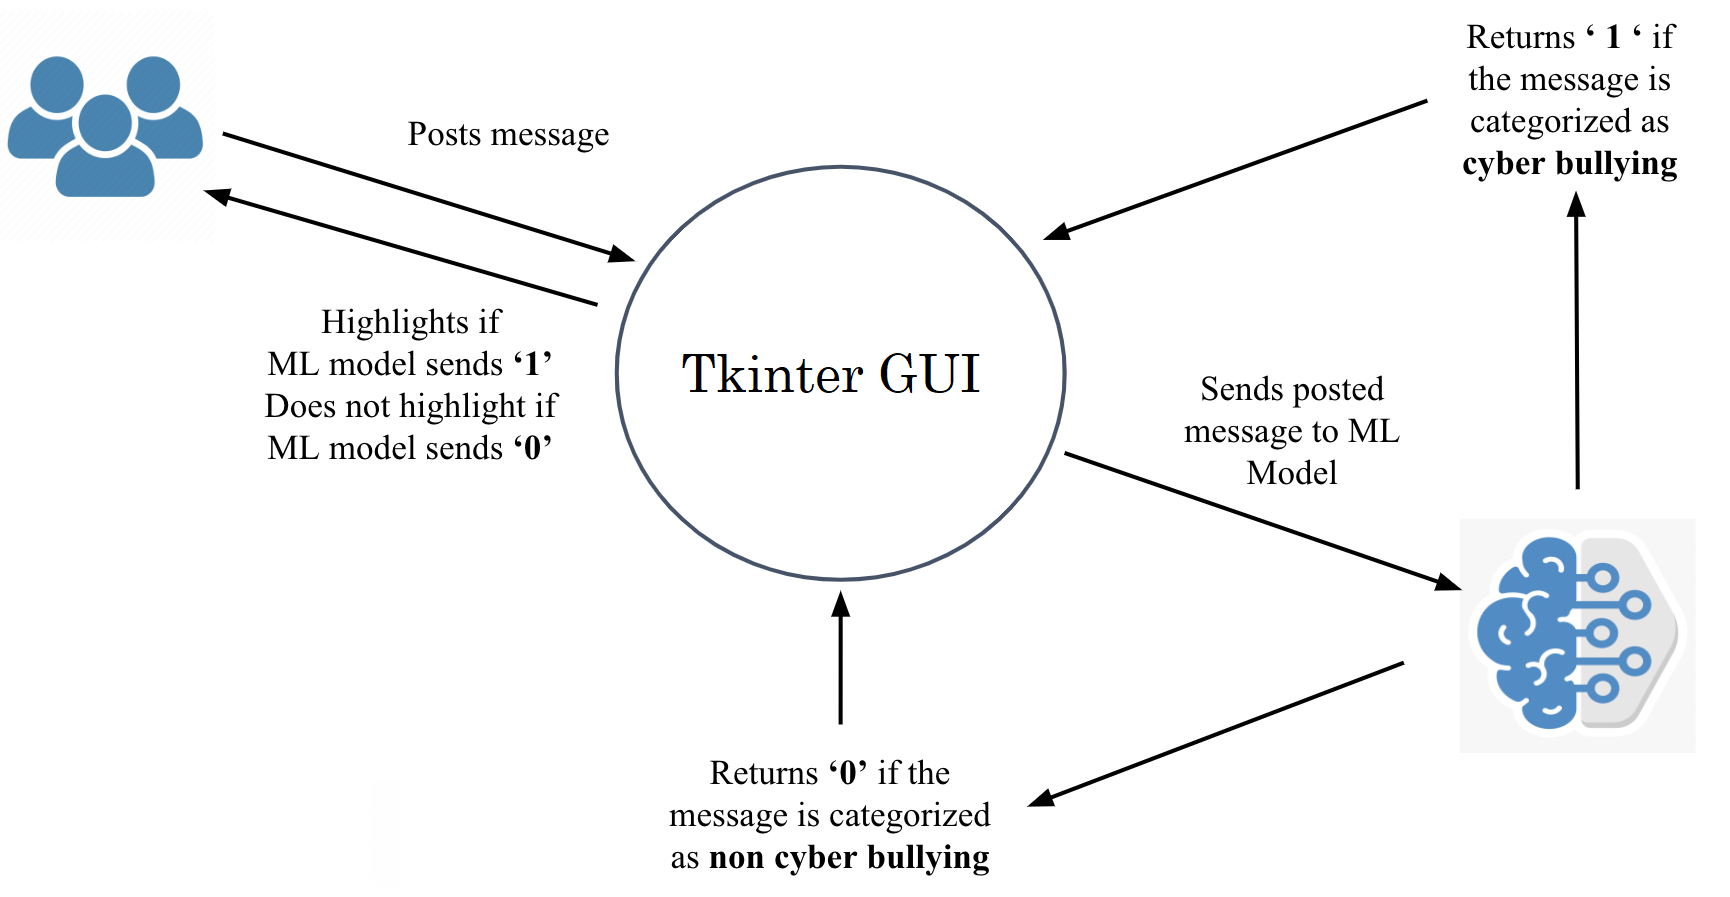 Posts message
Highlights if
ML model sends ‘1’
Does not highlight if
ML model sends ‘0’
Tkinter GUI
Returns ‘ 1 ‘ if
the message is
categorized as
cyber bullying
Sends posted
message to ML
Model
Returns ‘0’ if the
message is categorized
as non cyber bullying